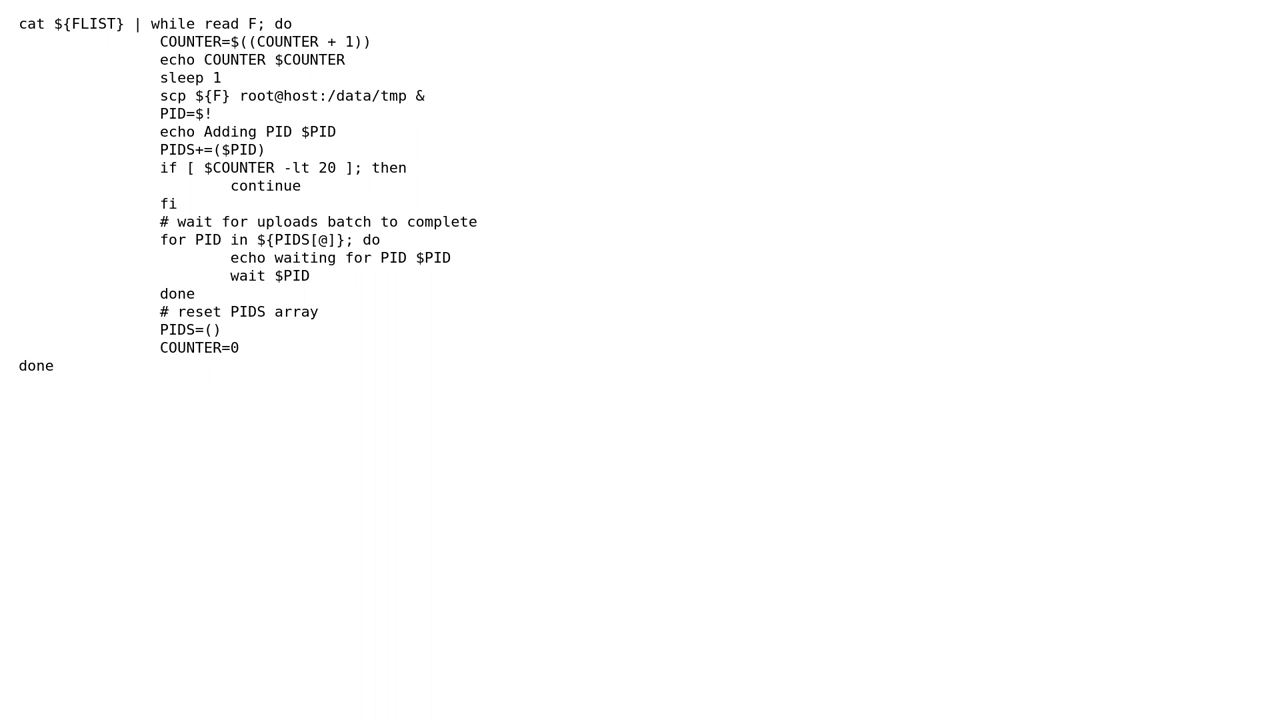 cat ${FLIST} | while read F; do
                COUNTER=$((COUNTER + 1))
                echo COUNTER $COUNTER
                sleep 1
                scp ${F} root@host:/data/tmp &
                PID=$!
                echo Adding PID $PID
                PIDS+=($PID)
                if [ $COUNTER -lt 20 ]; then
                        continue
                fi
                # wait for uploads batch to complete
                for PID in ${PIDS[@]}; do
                        echo waiting for PID $PID
                        wait $PID
                done
                # reset PIDS array
                PIDS=()
                COUNTER=0
done